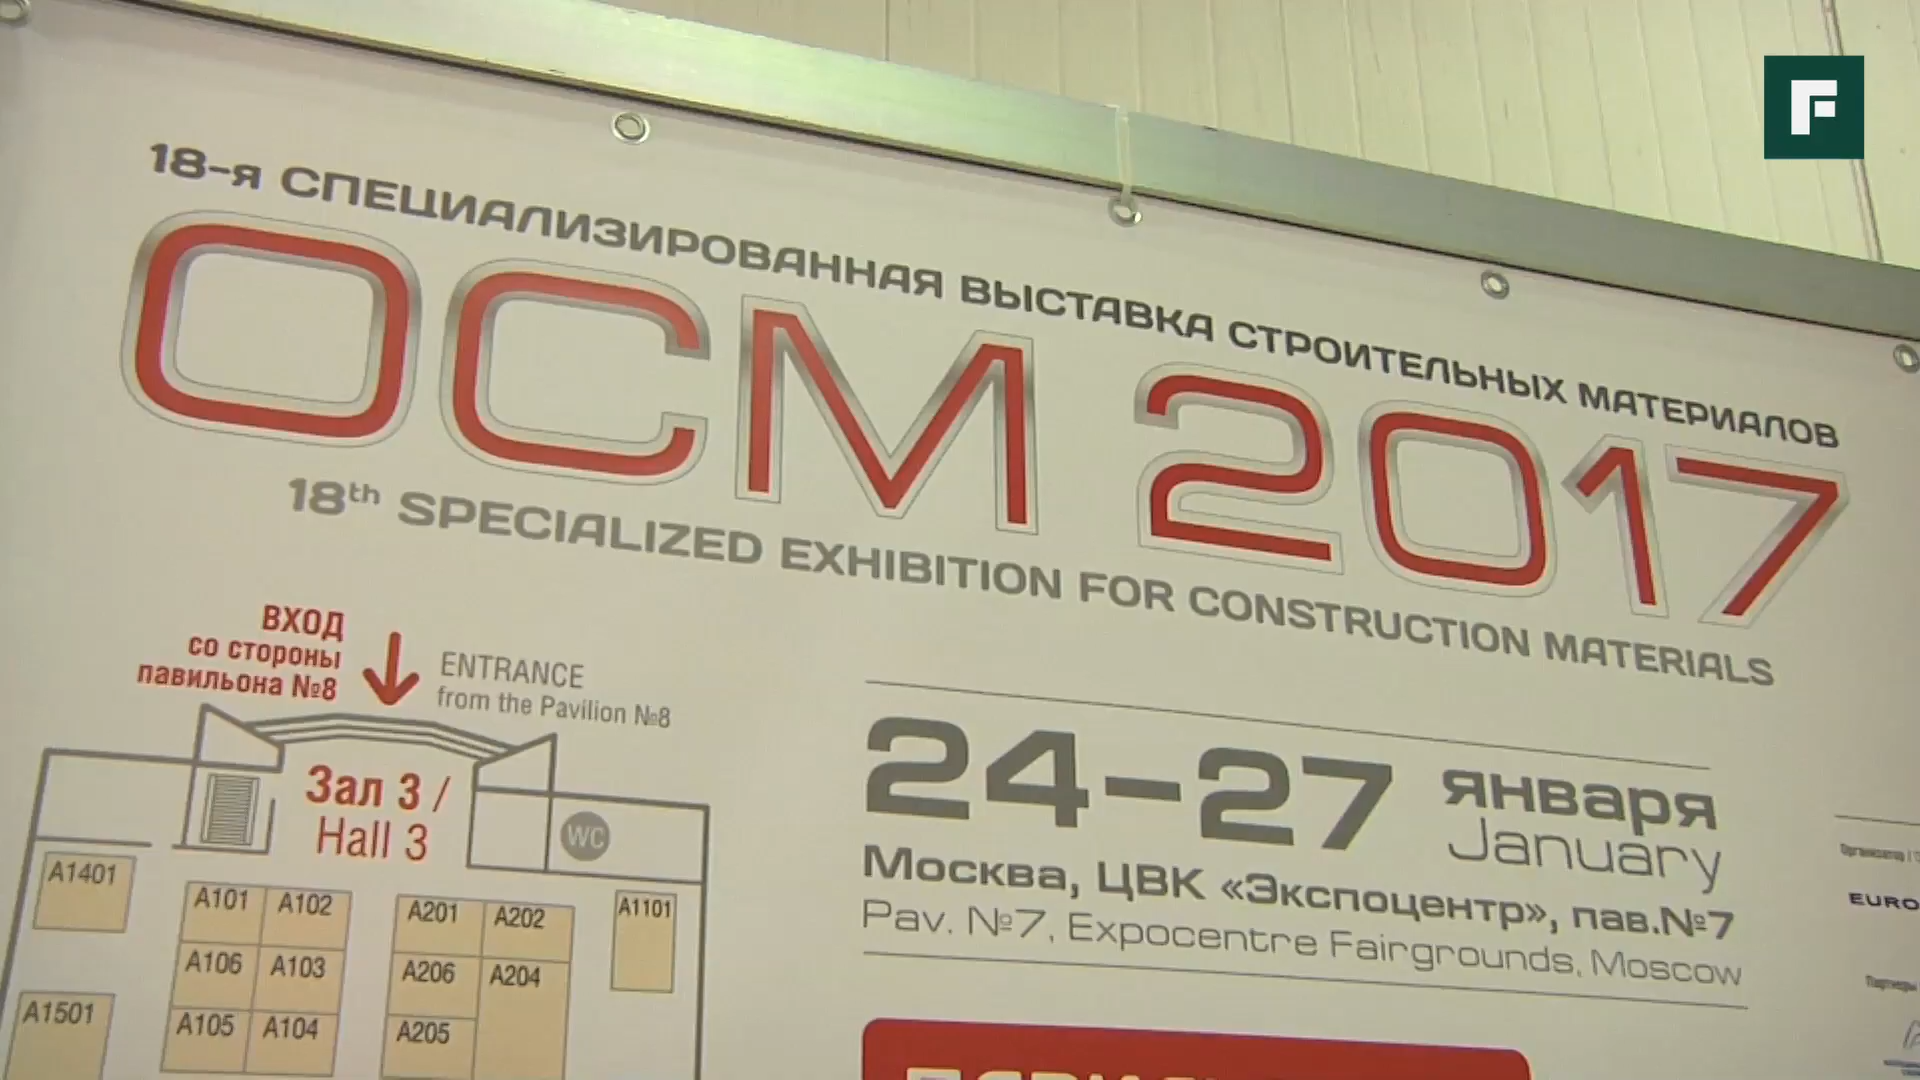 18-я СПЕЦИАЛИЗИРОВАННАЯ ВЫСТАВКА СТРОИТЕЛЬНЫХ МАТЕРИАЛОВ
ОСМ 2017
18th SPECIALIZED EXHIBITION FOR CONSTRUCTION MATERIALS
ВХОД
со стороны
павильона №8
ENTRANCE
from the Pavilion №8
Зал 3 /
Hall 3
WC
A1401
A101 A102
A201 A202
A1101
A106 A103
A206 A204
A1501
A105 A104
A205
24–27 января
January
Москва, ЦВК «Экспоцентр», пав.№7
Pav. №7, Expocentre Fairgrounds, Moscow
EURO
F